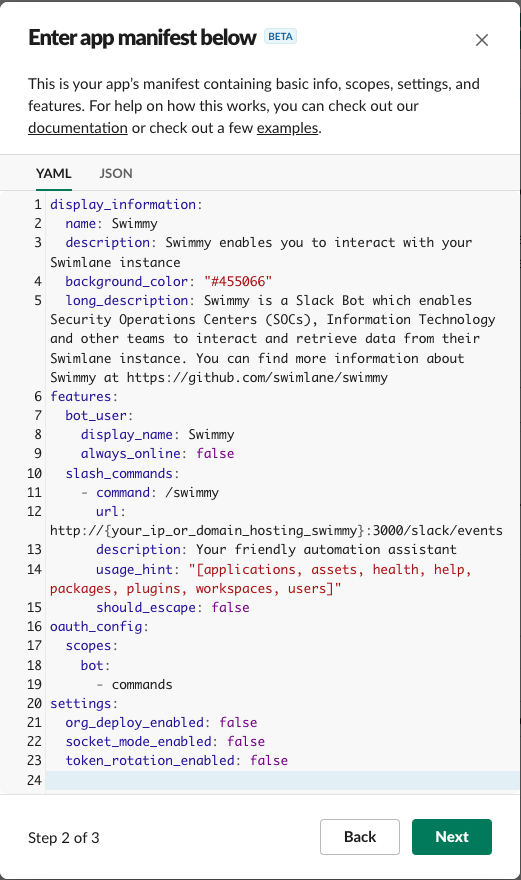 Enter app manifest below BETA
This is your app's manifest containing basic info, scopes, settings, and
features. For help on how this works, you can check out our
documentation or check out a few examples.
YAML JSON
1 display_information:
2   name: Swimmy
3   description: Swimmy enables you to interact with your
Swimlane instance
4   background_color: "#455066"
5   long_description: Swimmy is a Slack Bot which enables
Security Operations Centers (SOCs), Information Technology
and other teams to interact and retrieve data from their
Swimlane instance. You can find more information about
Swimmy at https://github.com/swimlane/swimmy
6 features:
7   bot_user:
8     display_name: Swimmy
9     always_online: false
10   slash_commands:
11     - command: /swimmy
12       url:
http://{your_ip_or_domain_hosting_swimmy}:3000/slack/events
13       description: Your friendly automation assistant
14       usage_hint: "[applications, assets, health, help,
packages, plugins, workspaces, users]"
15       should_escape: false
16 oauth_config:
17   scopes:
18     bot:
19       - commands
20 settings:
21   org_deploy_enabled: false
22   socket_mode_enabled: false
23   token_rotation_enabled: false
24
Step 2 of 3 Back Next